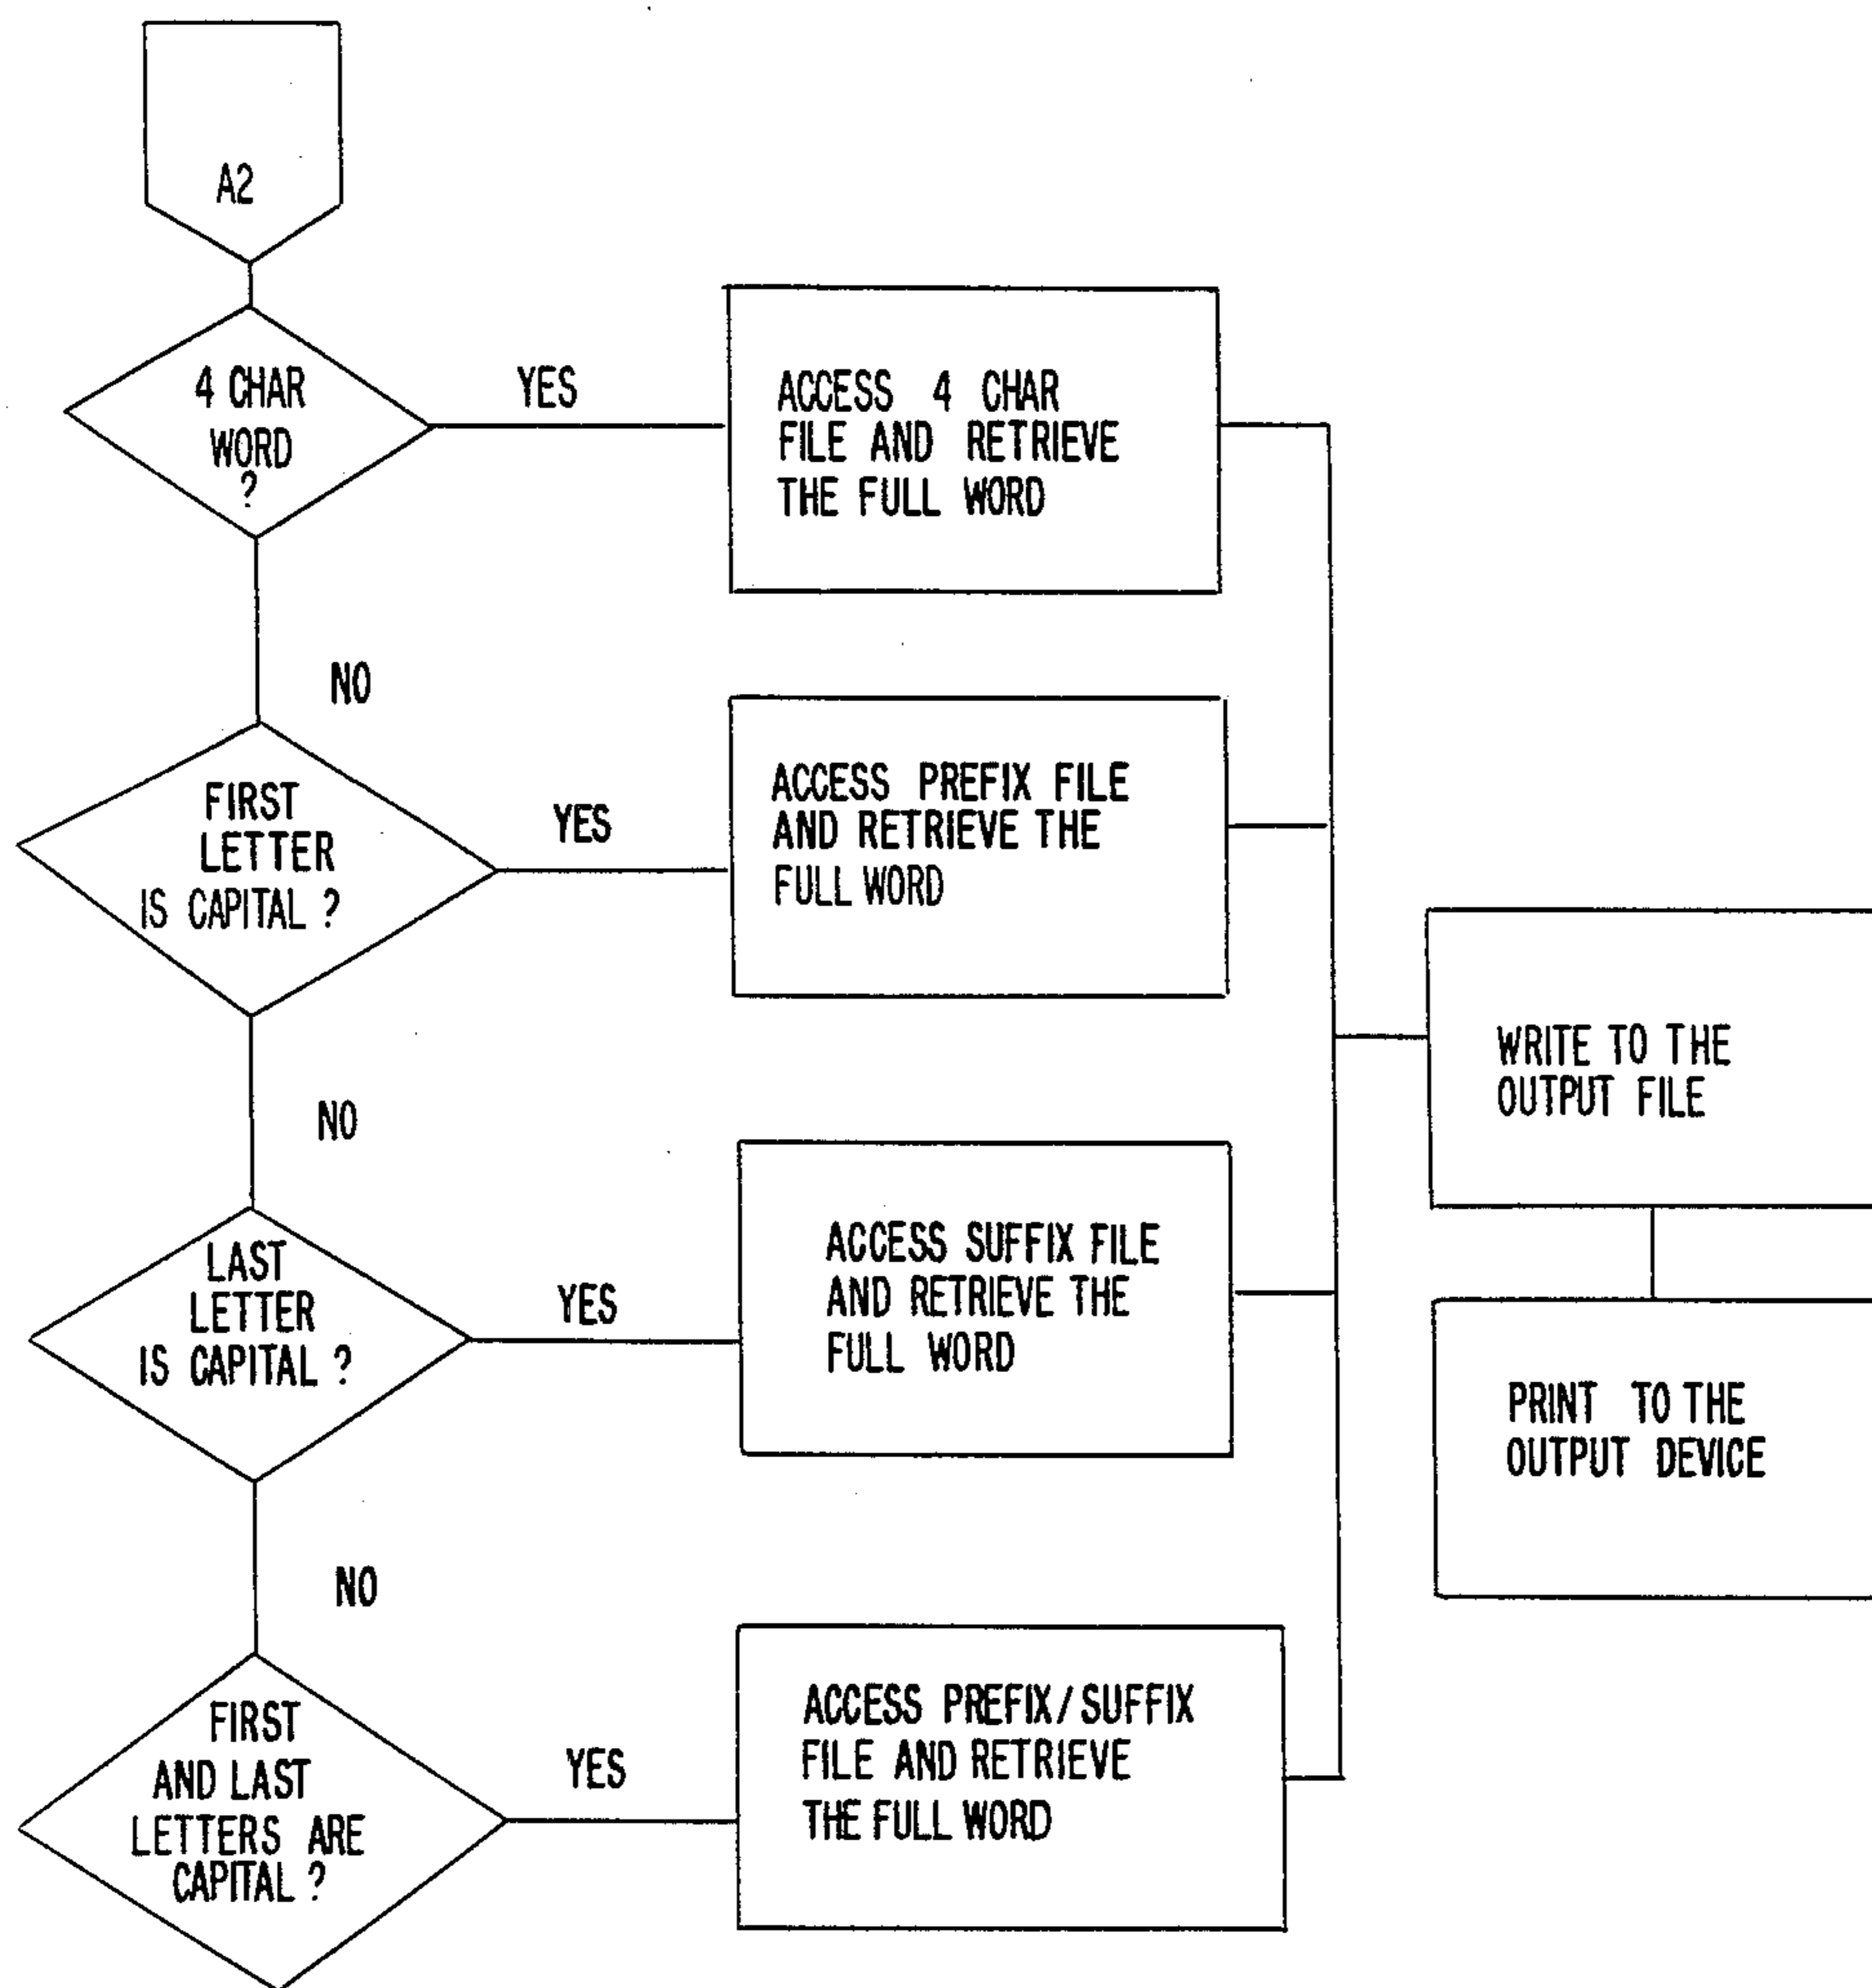 A2
4 CHAR
WORD
?
YES
ACCESS 4 CHAR
FILE AND RETRIEVE
THE FULL WORD
NO
FIRST
LETTER
IS CAPITAL ?
YES
ACCESS PREFIX FILE
AND RETRIEVE THE
FULL WORD
NO
LAST
LETTER
IS CAPITAL ?
YES
ACCESS SUFFIX FILE
AND RETRIEVE THE
FULL WORD
NO
FIRST
AND LAST
LETTERS ARE
CAPITAL ?
YES
ACCESS PREFIX/SUFFIX
FILE AND RETRIEVE
THE FULL WORD
WRITE TO THE
OUTPUT FILE
PRINT TO THE
OUTPUT DEVICE